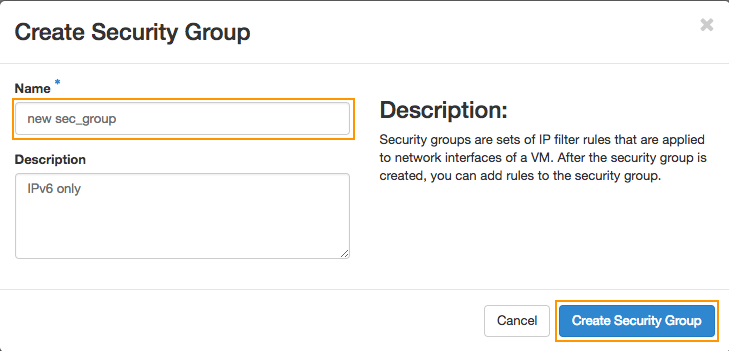 Create Security Group
×
Name *
new sec_group
Description
IPv6 only
Description:
Security groups are sets of IP filter rules that are applied
to network interfaces of a VM. After the security group is
created, you can add rules to the security group.
Cancel
Create Security Group